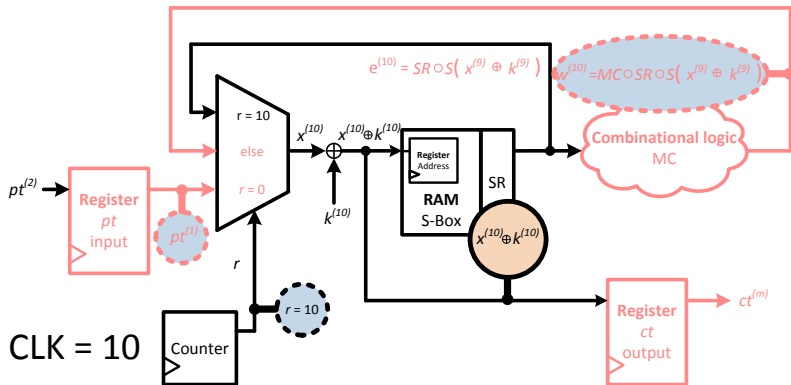 e⁽¹⁰⁾ = SR○S( x⁽⁹⁾ ⊕ k⁽⁹⁾ )
w⁽¹⁰⁾ =MC○SR○S( x⁽⁹⁾ ⊕ k⁽⁹⁾ )
r = 10
x⁽¹⁰⁾
x⁽¹⁰⁾⊕k⁽¹⁰⁾
Register
Address
Combinational logic
MC
else
SR
pt⁽²⁾
Register
pt
input
r = 0
RAM
S-Box
k⁽¹⁰⁾
pt⁽¹⁾
x⁽¹⁰⁾⊕k⁽¹⁰⁾
r
r = 10
Register
ct
output
ct⁽ᵐ⁾
CLK = 10
Counter